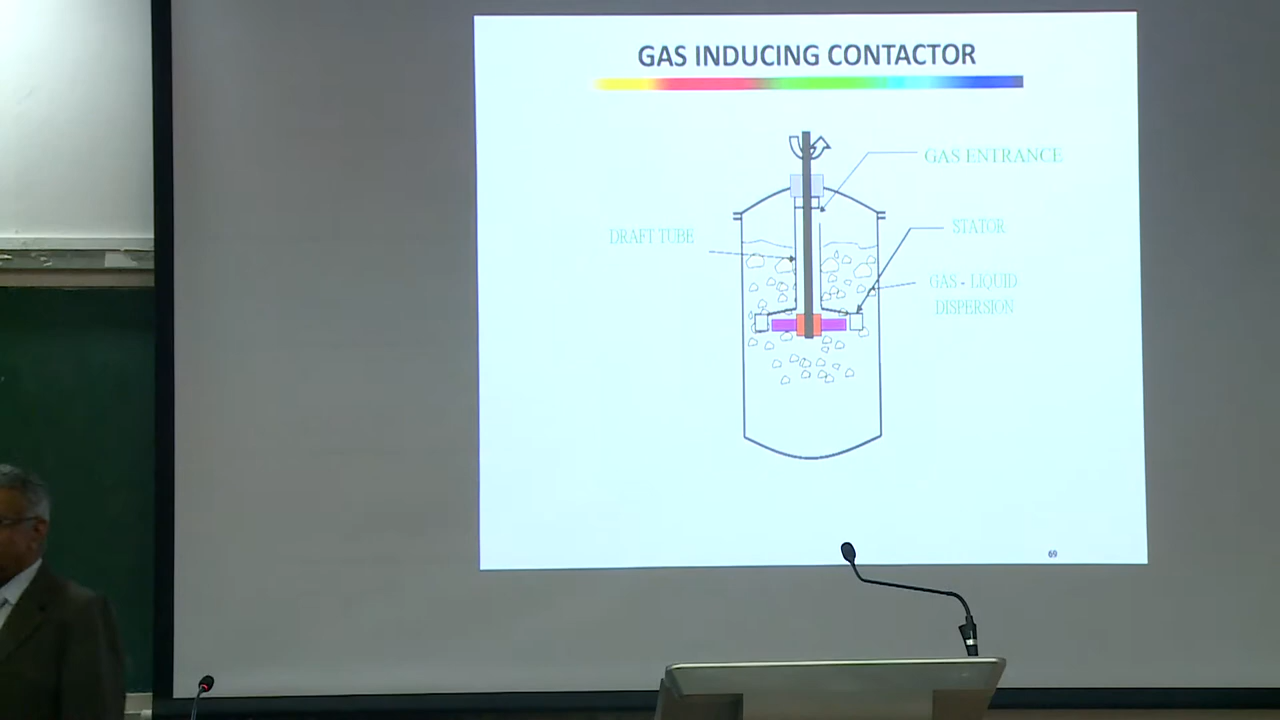 GAS INDUCING CONTACTOR
GAS ENTRANCE
DRAFT TUBE
STATOR
GAS - LIQUID
DISPERSION
69